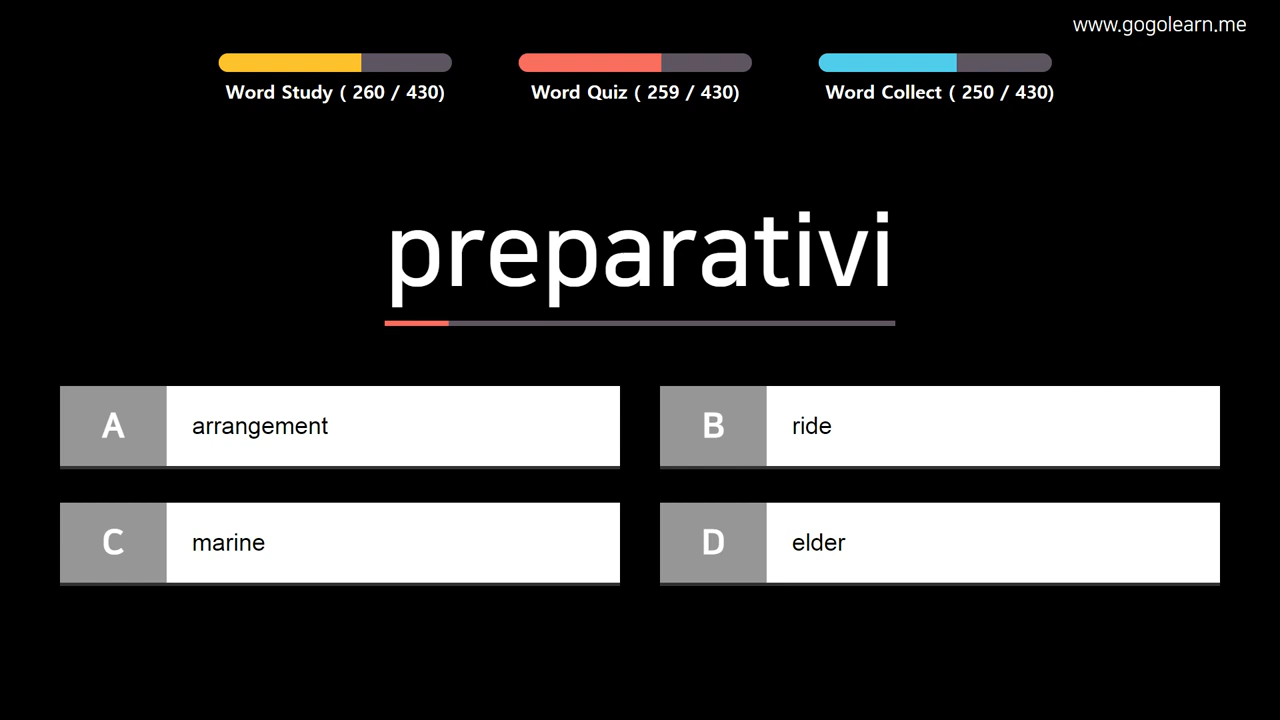 www.gogolearn.me
Word Study ( 260 / 430)
Word Quiz ( 259 / 430)
Word Collect ( 250 / 430)
preparativi
A arrangement
B ride
C marine
D elder